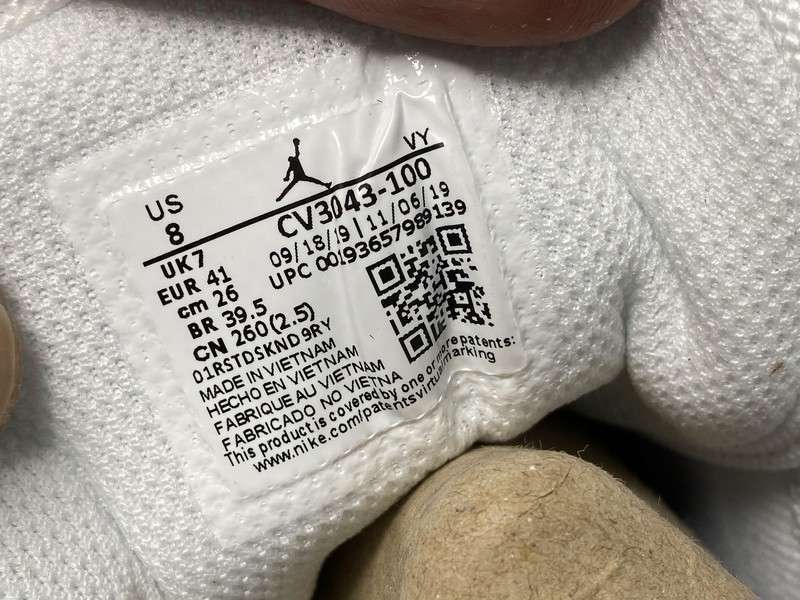 VY
US
8
CV3043-100
UK 7
09/18/19 | 11/06/19
EUR 41
UPC 00193657989139
cm 26
BR 39.5
CN 260(2.5)
01RSTDSKND 9RY
MADE IN VIETNAM
HECHO EN VIETNAM
FABRIQUE AU VIETNAM
FABRICADO NO VIETNA
This product is covered by one or more patents:
www.nike.com/patentsvirtualmarking